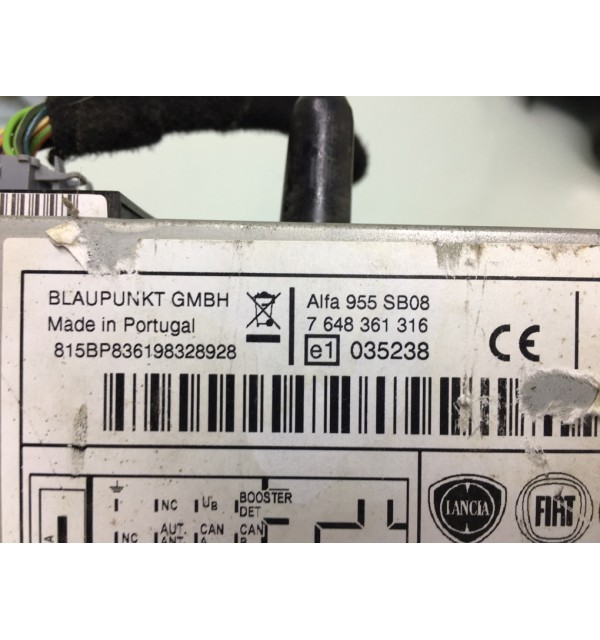 BLAUPUNKT GMBH
Made in Portugal
815BP836198328928
Alfa 955 SB08
7 648 361 316
e1 035238
CE
NC UB BOOSTER DET
NC AUT. ANT. CAN A CAN B
A
LANCIA
FIAT